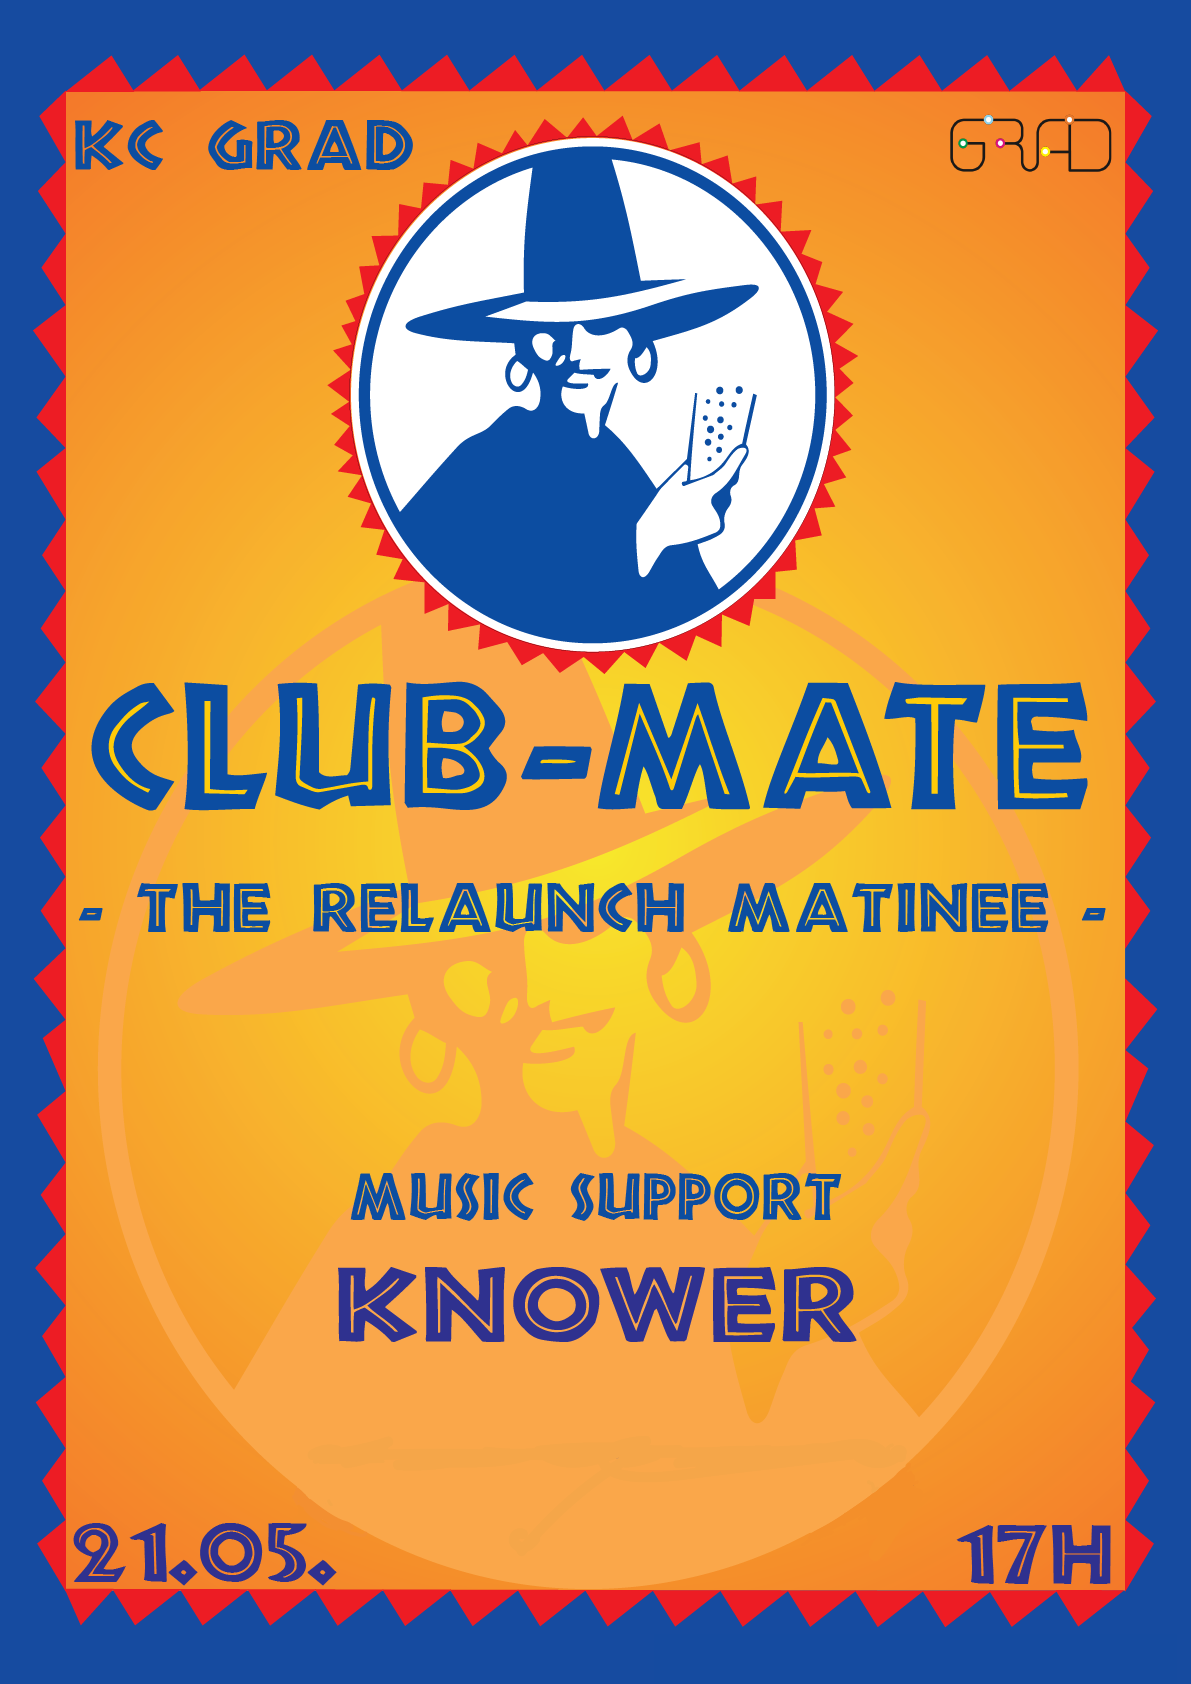 KC GRAD
GRAD
CLUB-MATE
- THE RELAUNCH MATINEE -
MUSIC SUPPORT
KNOWER
21.05.
17H